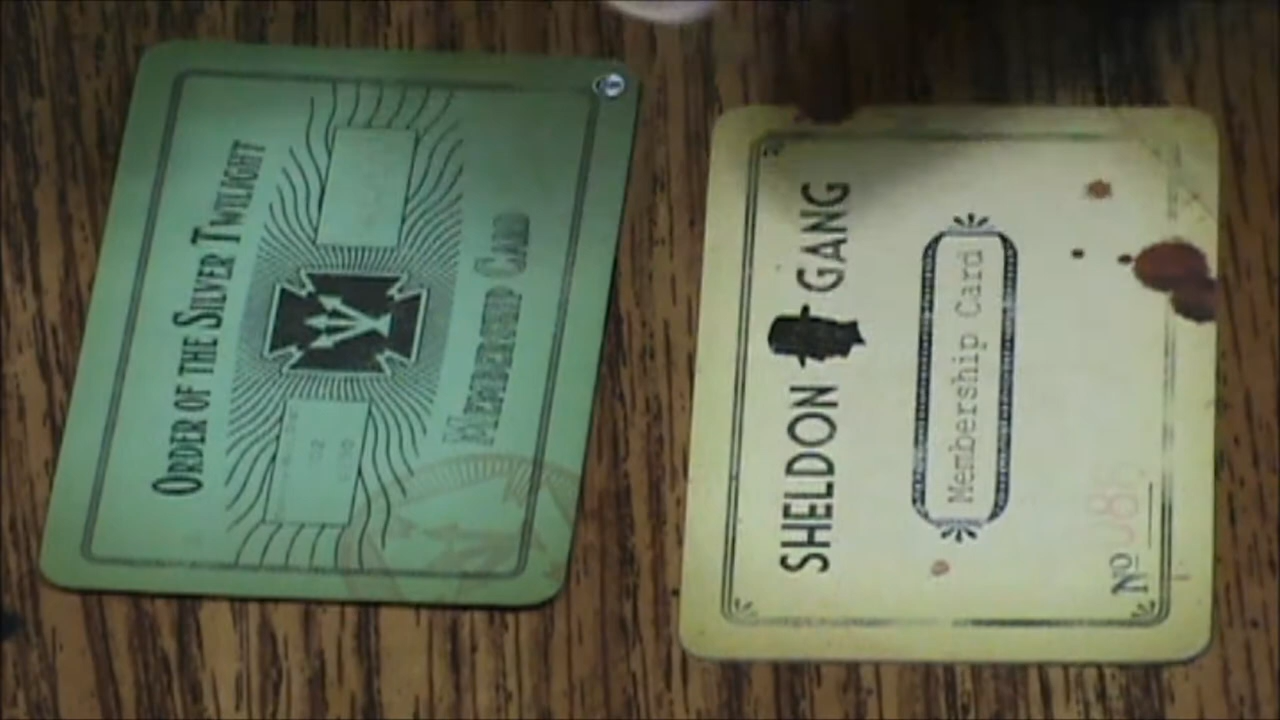 ORDER OF THE SILVER TWILIGHT
MEMBERSHIP CARD
SHELDON GANG
Membership Card
Nº